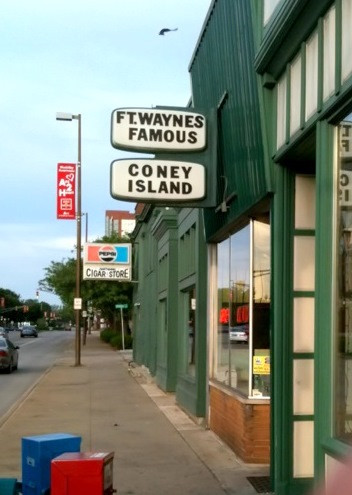 FT. WAYNES
FAMOUS
CONEY
ISLAND
PEPSI
CIGAR STORE